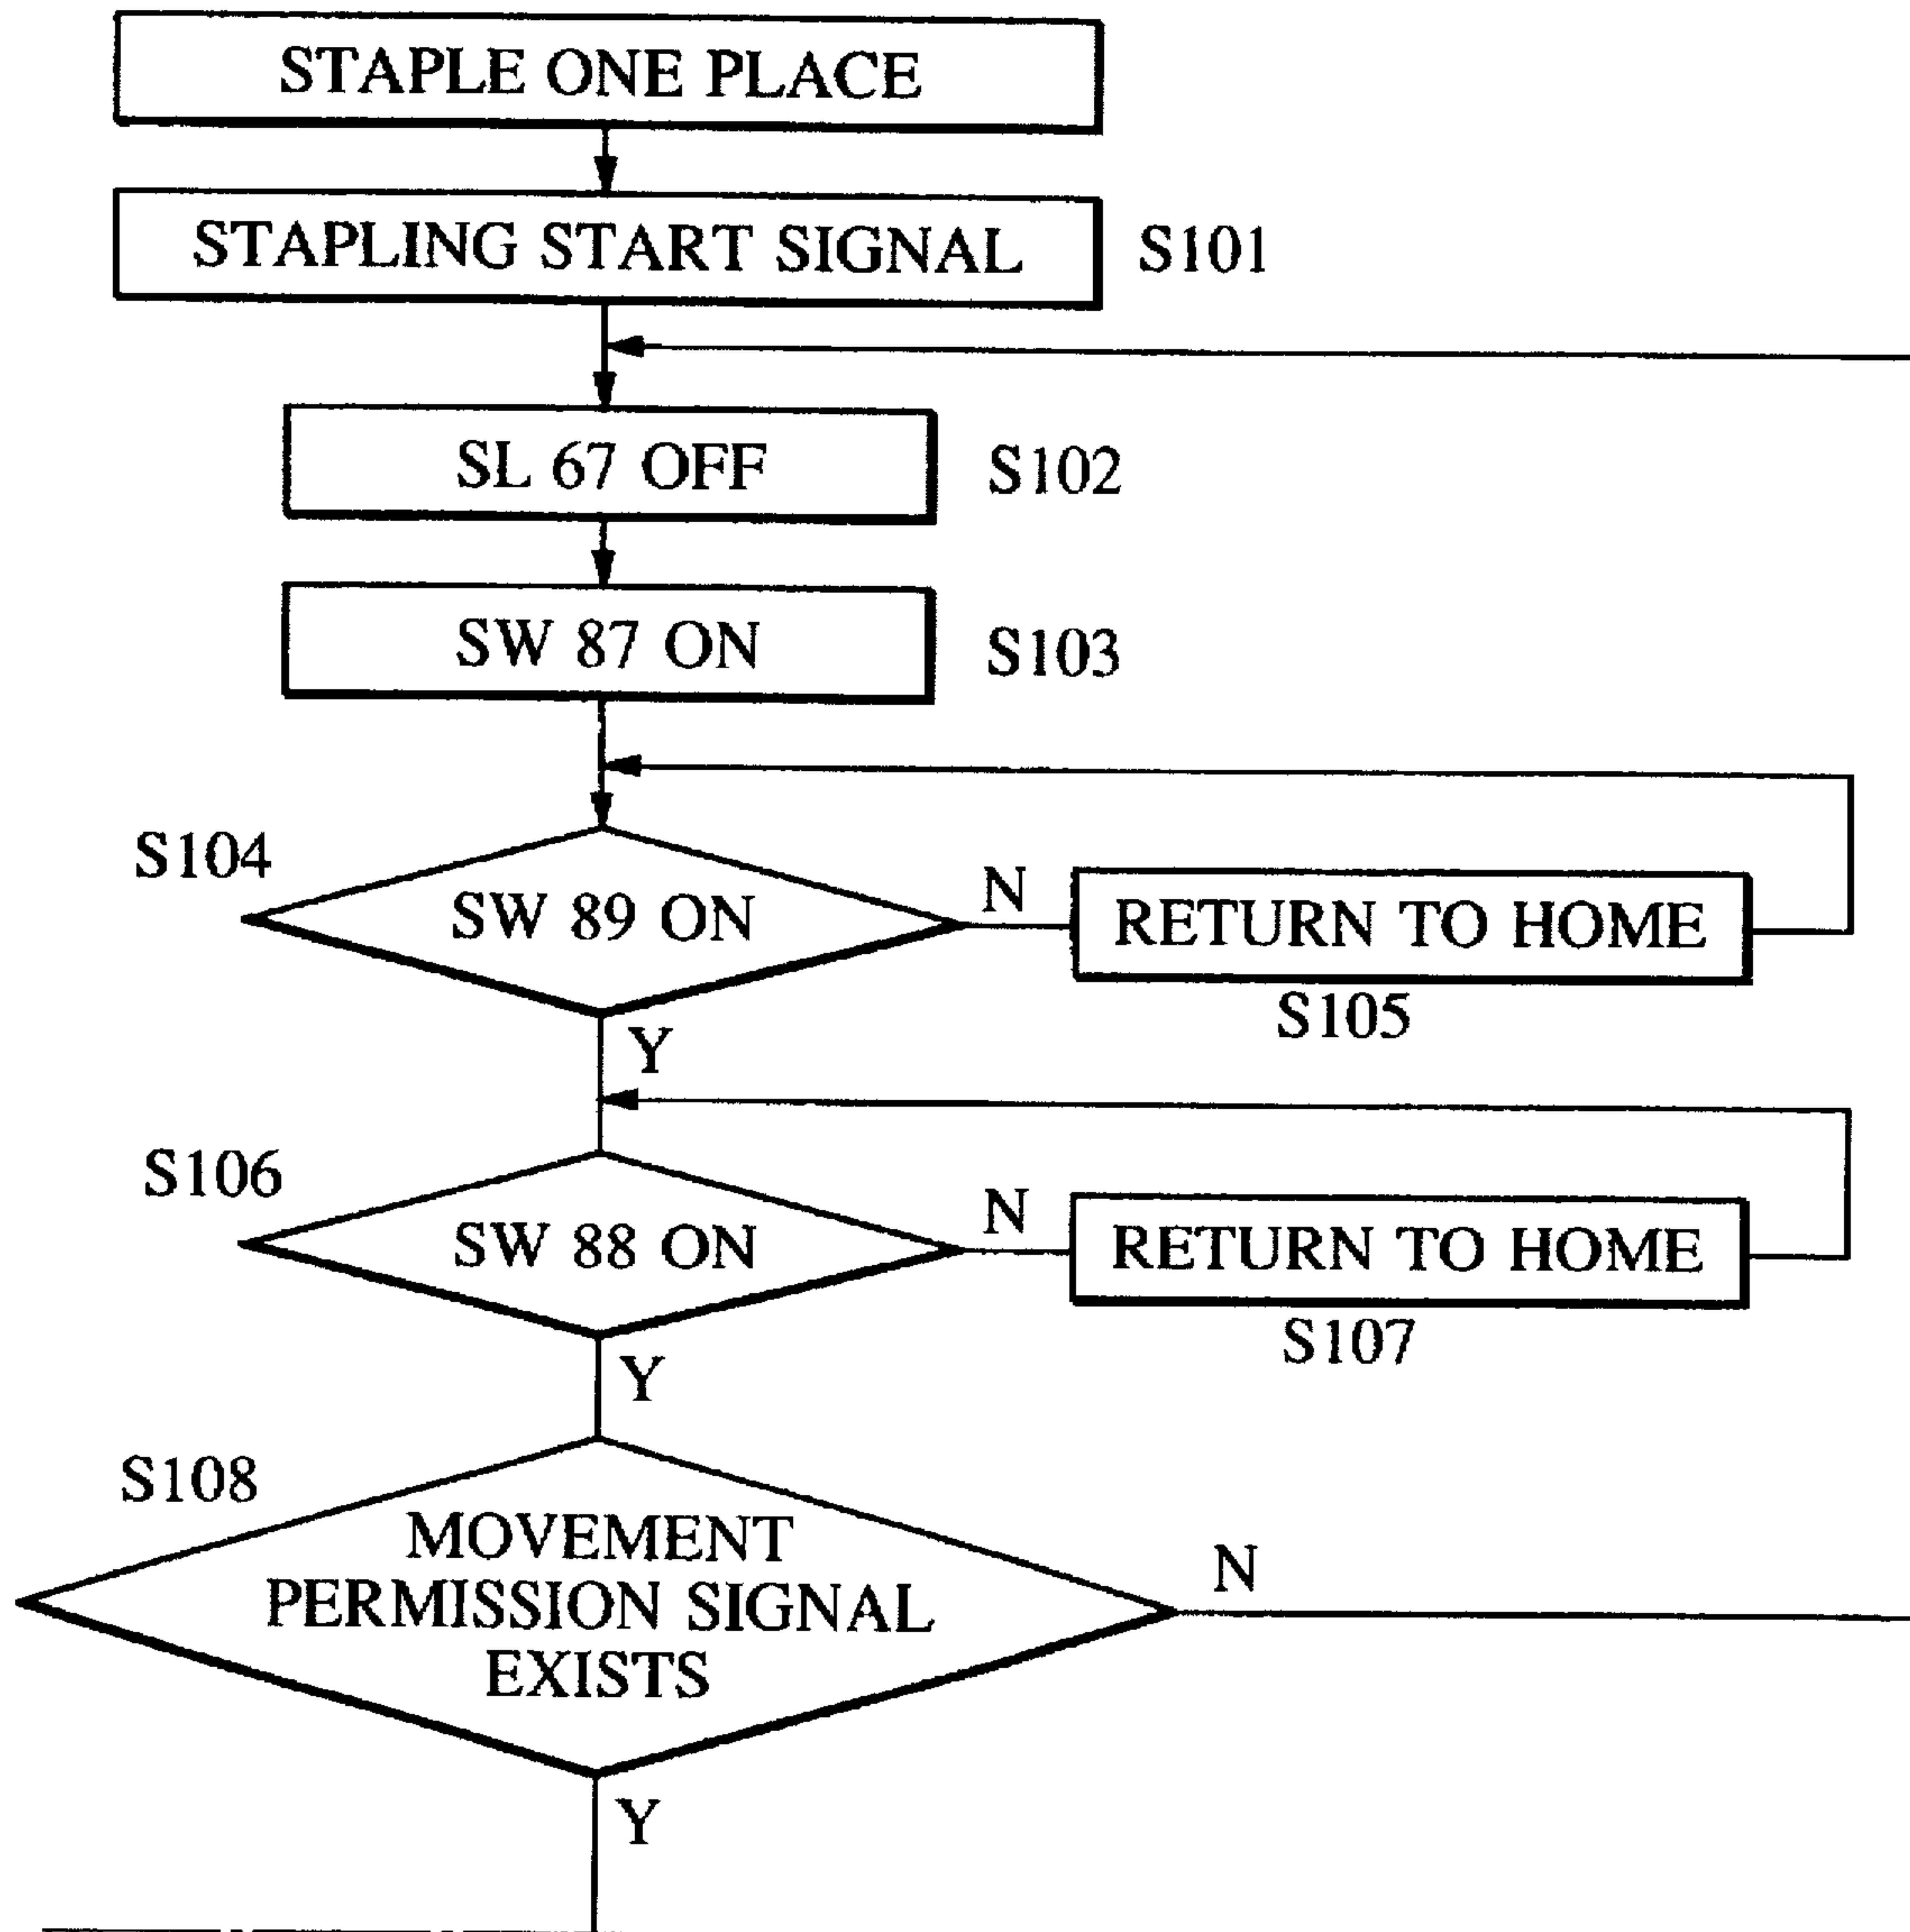 STAPLE ONE PLACE
STAPLING START SIGNAL
S101
SL 67 OFF
S102
SW 87 ON
S103
S104
SW 89 ON
N
RETURN TO HOME
S105
Y
S106
SW 88 ON
N
RETURN TO HOME
S107
Y
S108
MOVEMENT
PERMISSION SIGNAL
EXISTS
N
Y